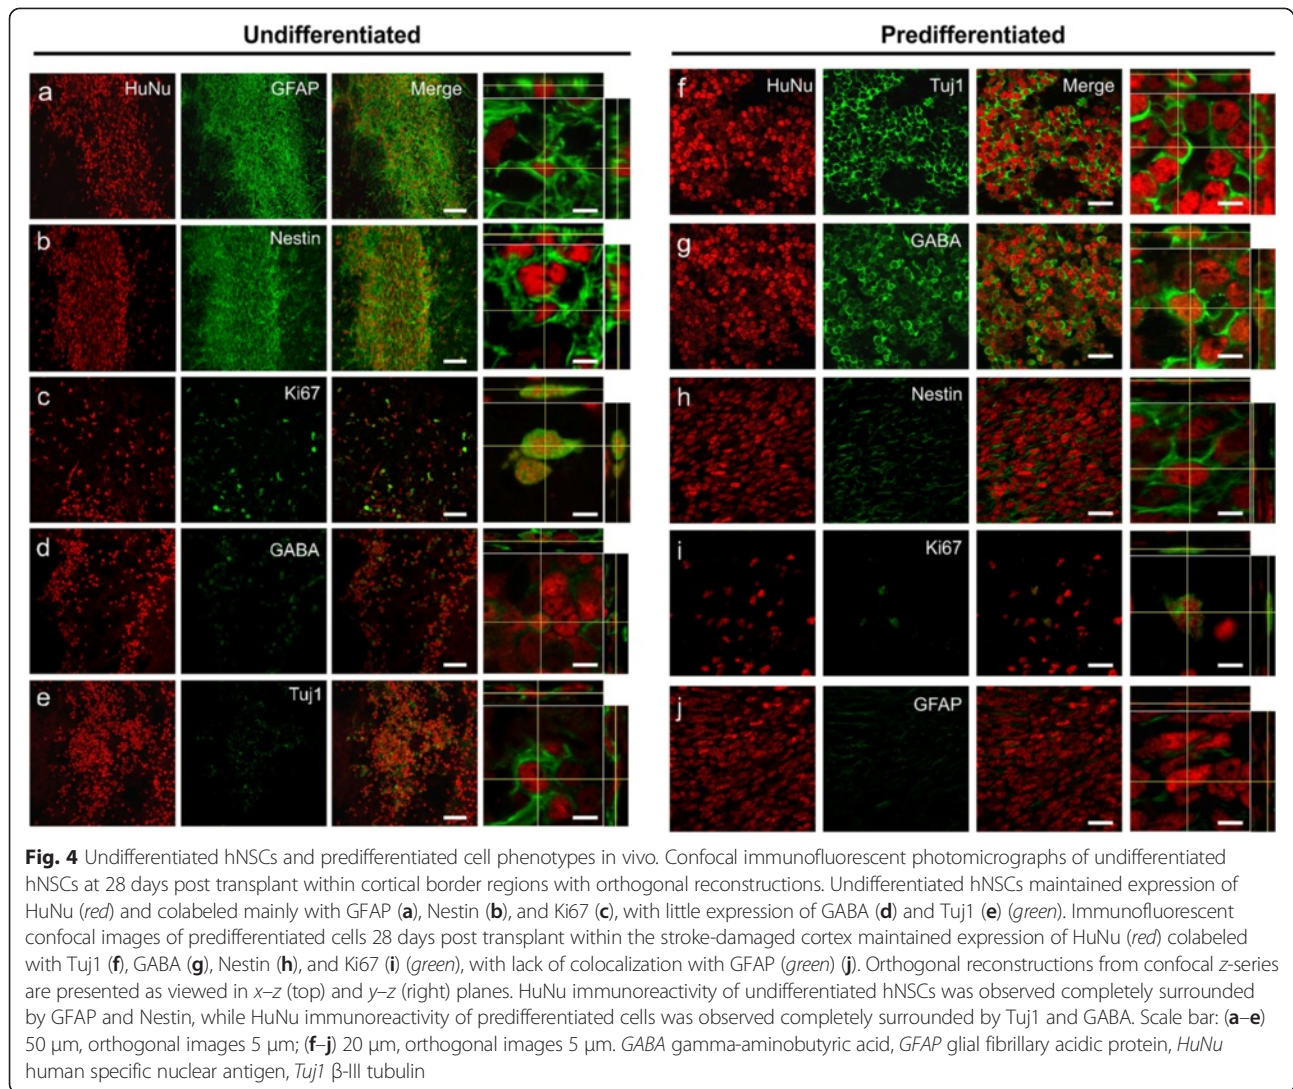 Undifferentiated
Predifferentiated
a HuNu GFAP Merge
b Nestin
c Ki67
d GABA
e Tuj1
f HuNu Tuj1 Merge
g GABA
h Nestin
i Ki67
j GFAP
Fig. 4 Undifferentiated hNSCs and predifferentiated cell phenotypes in vivo. Confocal immunofluorescent photomicrographs of undifferentiated
hNSCs at 28 days post transplant within cortical border regions with orthogonal reconstructions. Undifferentiated hNSCs maintained expression of
HuNu (red) and colabeled mainly with GFAP (a), Nestin (b), and Ki67 (c), with little expression of GABA (d) and Tuj1 (e) (green). Immunofluorescent
confocal images of predifferentiated cells 28 days post transplant within the stroke-damaged cortex maintained expression of HuNu (red) colabeled
with Tuj1 (f), GABA (g), Nestin (h), and Ki67 (i) (green), with lack of colocalization with GFAP (green) (j). Orthogonal reconstructions from confocal z-series
are presented as viewed in x–z (top) and y–z (right) planes. HuNu immunoreactivity of undifferentiated hNSCs was observed completely surrounded
by GFAP and Nestin, while HuNu immunoreactivity of predifferentiated cells was observed completely surrounded by Tuj1 and GABA. Scale bar: (a–e)
50 μm, orthogonal images 5 μm; (f–j) 20 μm, orthogonal images 5 μm. GABA gamma-aminobutyric acid, GFAP glial fibrillary acidic protein, HuNu
human specific nuclear antigen, Tuj1 β-III tubulin